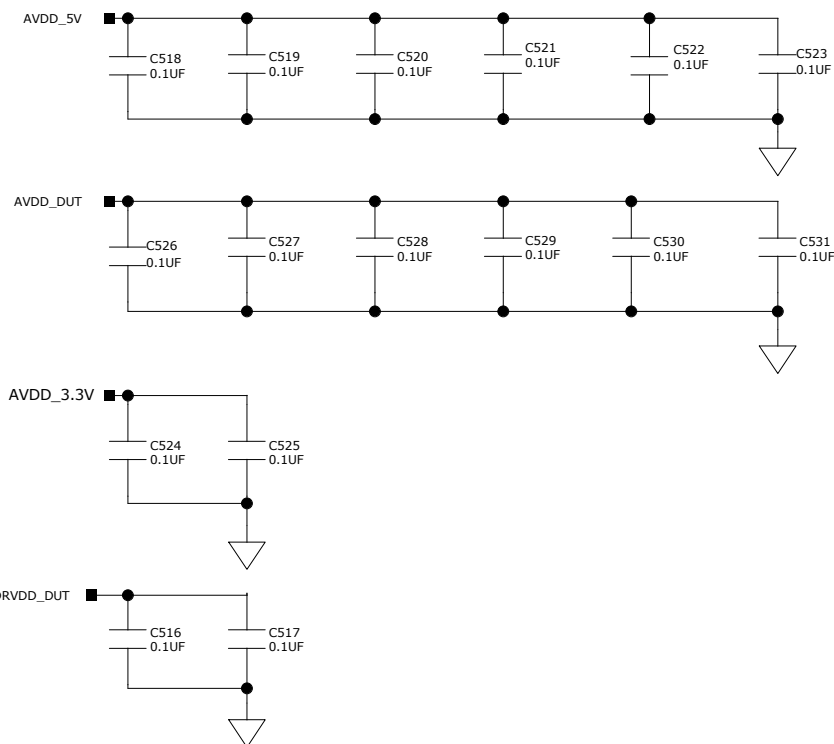 AVDD_5V
C518
0.1UF
C519
0.1UF
C520
0.1UF
C521
0.1UF
C522
0.1UF
C523
0.1UF
AVDD_DUT
C526
0.1UF
C527
0.1UF
C528
0.1UF
C529
0.1UF
C530
0.1UF
C531
0.1UF
AVDD_3.3V
C524
0.1UF
C525
0.1UF
DRVDD_DUT
C516
0.1UF
C517
0.1UF